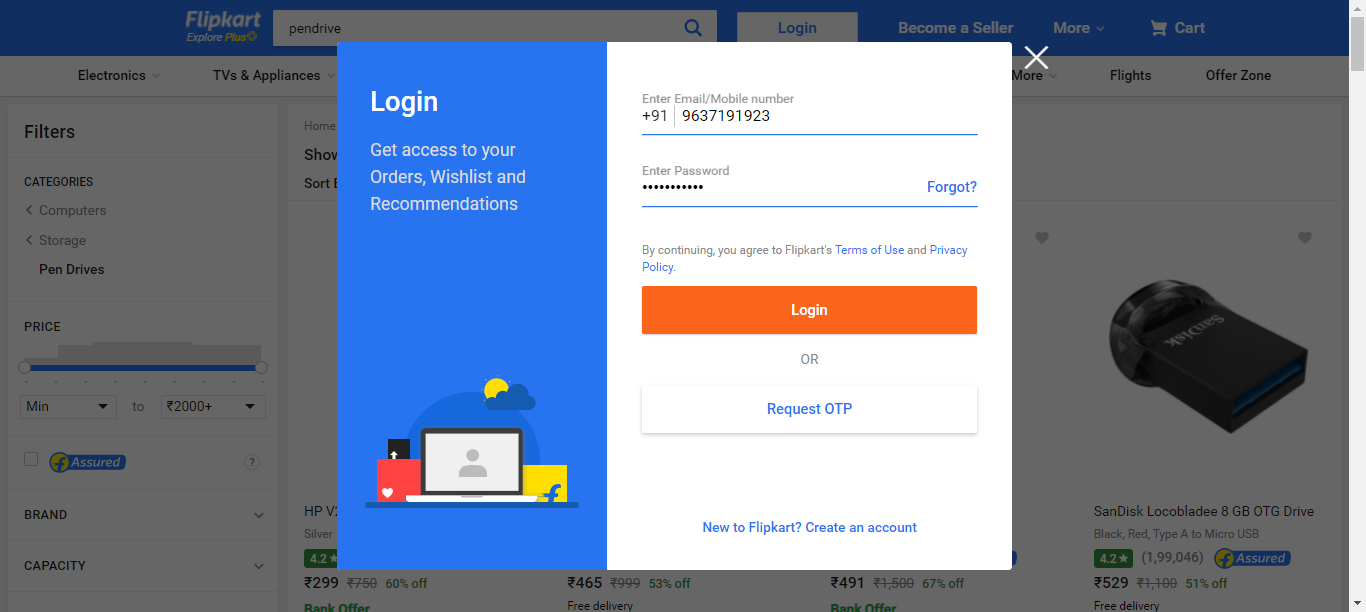 Flipkart
Explore Plus
pendrive
Login
Become a Seller
More
Cart
Electronics
TVs & Appliances
More
Flights
Offer Zone
Filters
CATEGORIES
Computers
Storage
Pen Drives
PRICE
Min
to
₹2000+
Assured
?
BRAND
CAPACITY
Home
Sort
Login
Get access to your
Orders, Wishlist and
Recommendations
Enter Email/Mobile number
+91 9637191923
Enter Password
•••••••••••
Forgot?
By continuing, you agree to Flipkart's Terms of Use and Privacy
Policy.
Login
OR
Request OTP
New to Flipkart? Create an account
HP
Silver
4.2★
₹299 ₹750 60% off
Bank Offer
₹465 ₹999 53% off
Free delivery
₹491 ₹1,500 67% off
Bank Offer
SanDisk
SanDisk Locobladee 8 GB OTG Drive
Black, Red, Type A to Micro USB
4.2★ (1,99,046) Assured
₹529 ₹1,100 51% off
Free delivery